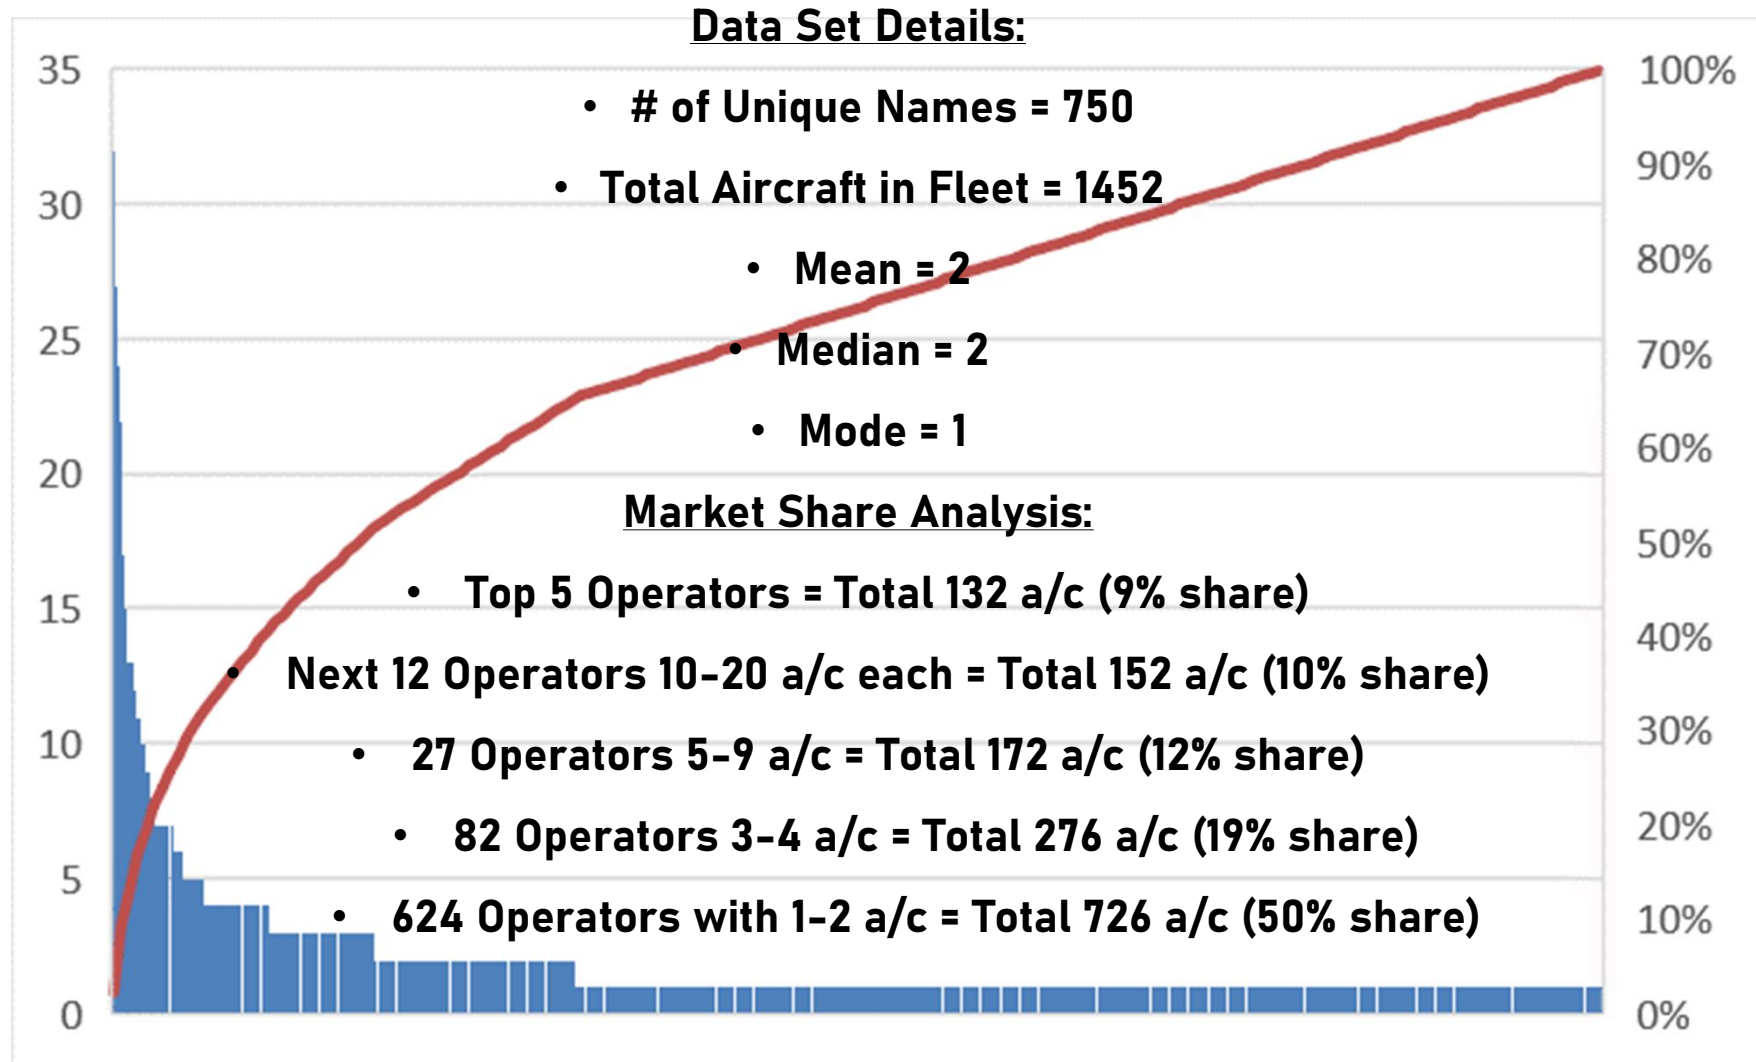 Data Set Details:
35
100%
• # of Unique Names = 750
90%
• Total Aircraft in Fleet = 1452
30
• Mean = 2
80%
25
• Median = 2
70%
• Mode = 1
60%
20
Market Share Analysis:
50%
• Top 5 Operators = Total 132 a/c (9% share)
15
40%
• Next 12 Operators 10-20 a/c each = Total 152 a/c (10% share)
30%
10
• 27 Operators 5-9 a/c = Total 172 a/c (12% share)
20%
• 82 Operators 3-4 a/c = Total 276 a/c (19% share)
5
• 624 Operators with 1-2 a/c = Total 726 a/c (50% share)
10%
0
0%